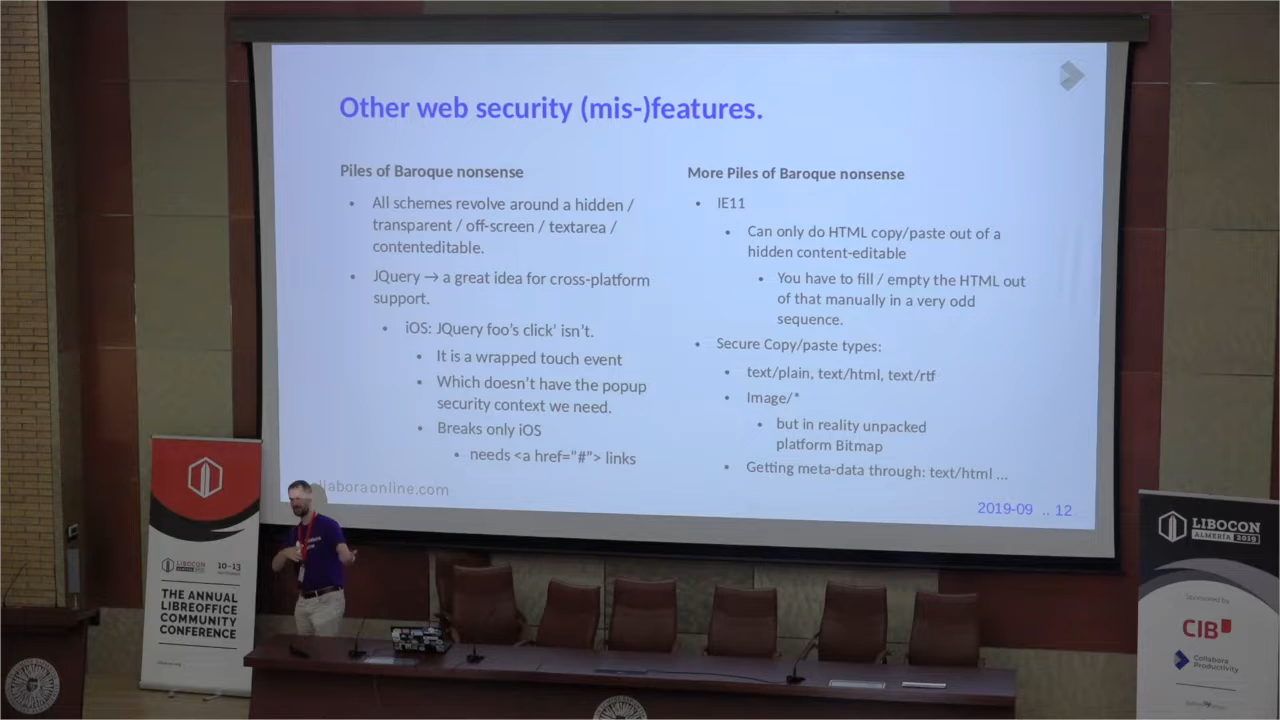 Other web security (mis-)features.
Piles of Baroque nonsense
All schemes revolve around a hidden /
transparent / off-screen / textarea /
contenteditable.
JQuery → a great idea for cross-platform
support.
iOS: JQuery foo's click' isn't.
It is a wrapped touch event
Which doesn't have the popup
security context we need.
Breaks only iOS
needs <a href="#"> links
More Piles of Baroque nonsense
IE11
Can only do HTML copy/paste out of a
hidden content-editable
You have to fill / empty the HTML out
of that manually in a very odd
sequence.
Secure Copy/paste types:
text/plain, text/html, text/rtf
Image/*
but in reality unpacked
platform Bitmap
Getting meta-data through: text/html ...
llaboraonline.com
2019-09 .. 12
LIBOCON
10-13
THE ANNUAL
LIBREOFFICE
COMMUNITY
CONFERENCE
LIBOCON
ALMERÍA 2019
Sponsored by
CIB
Collabora
Productivity